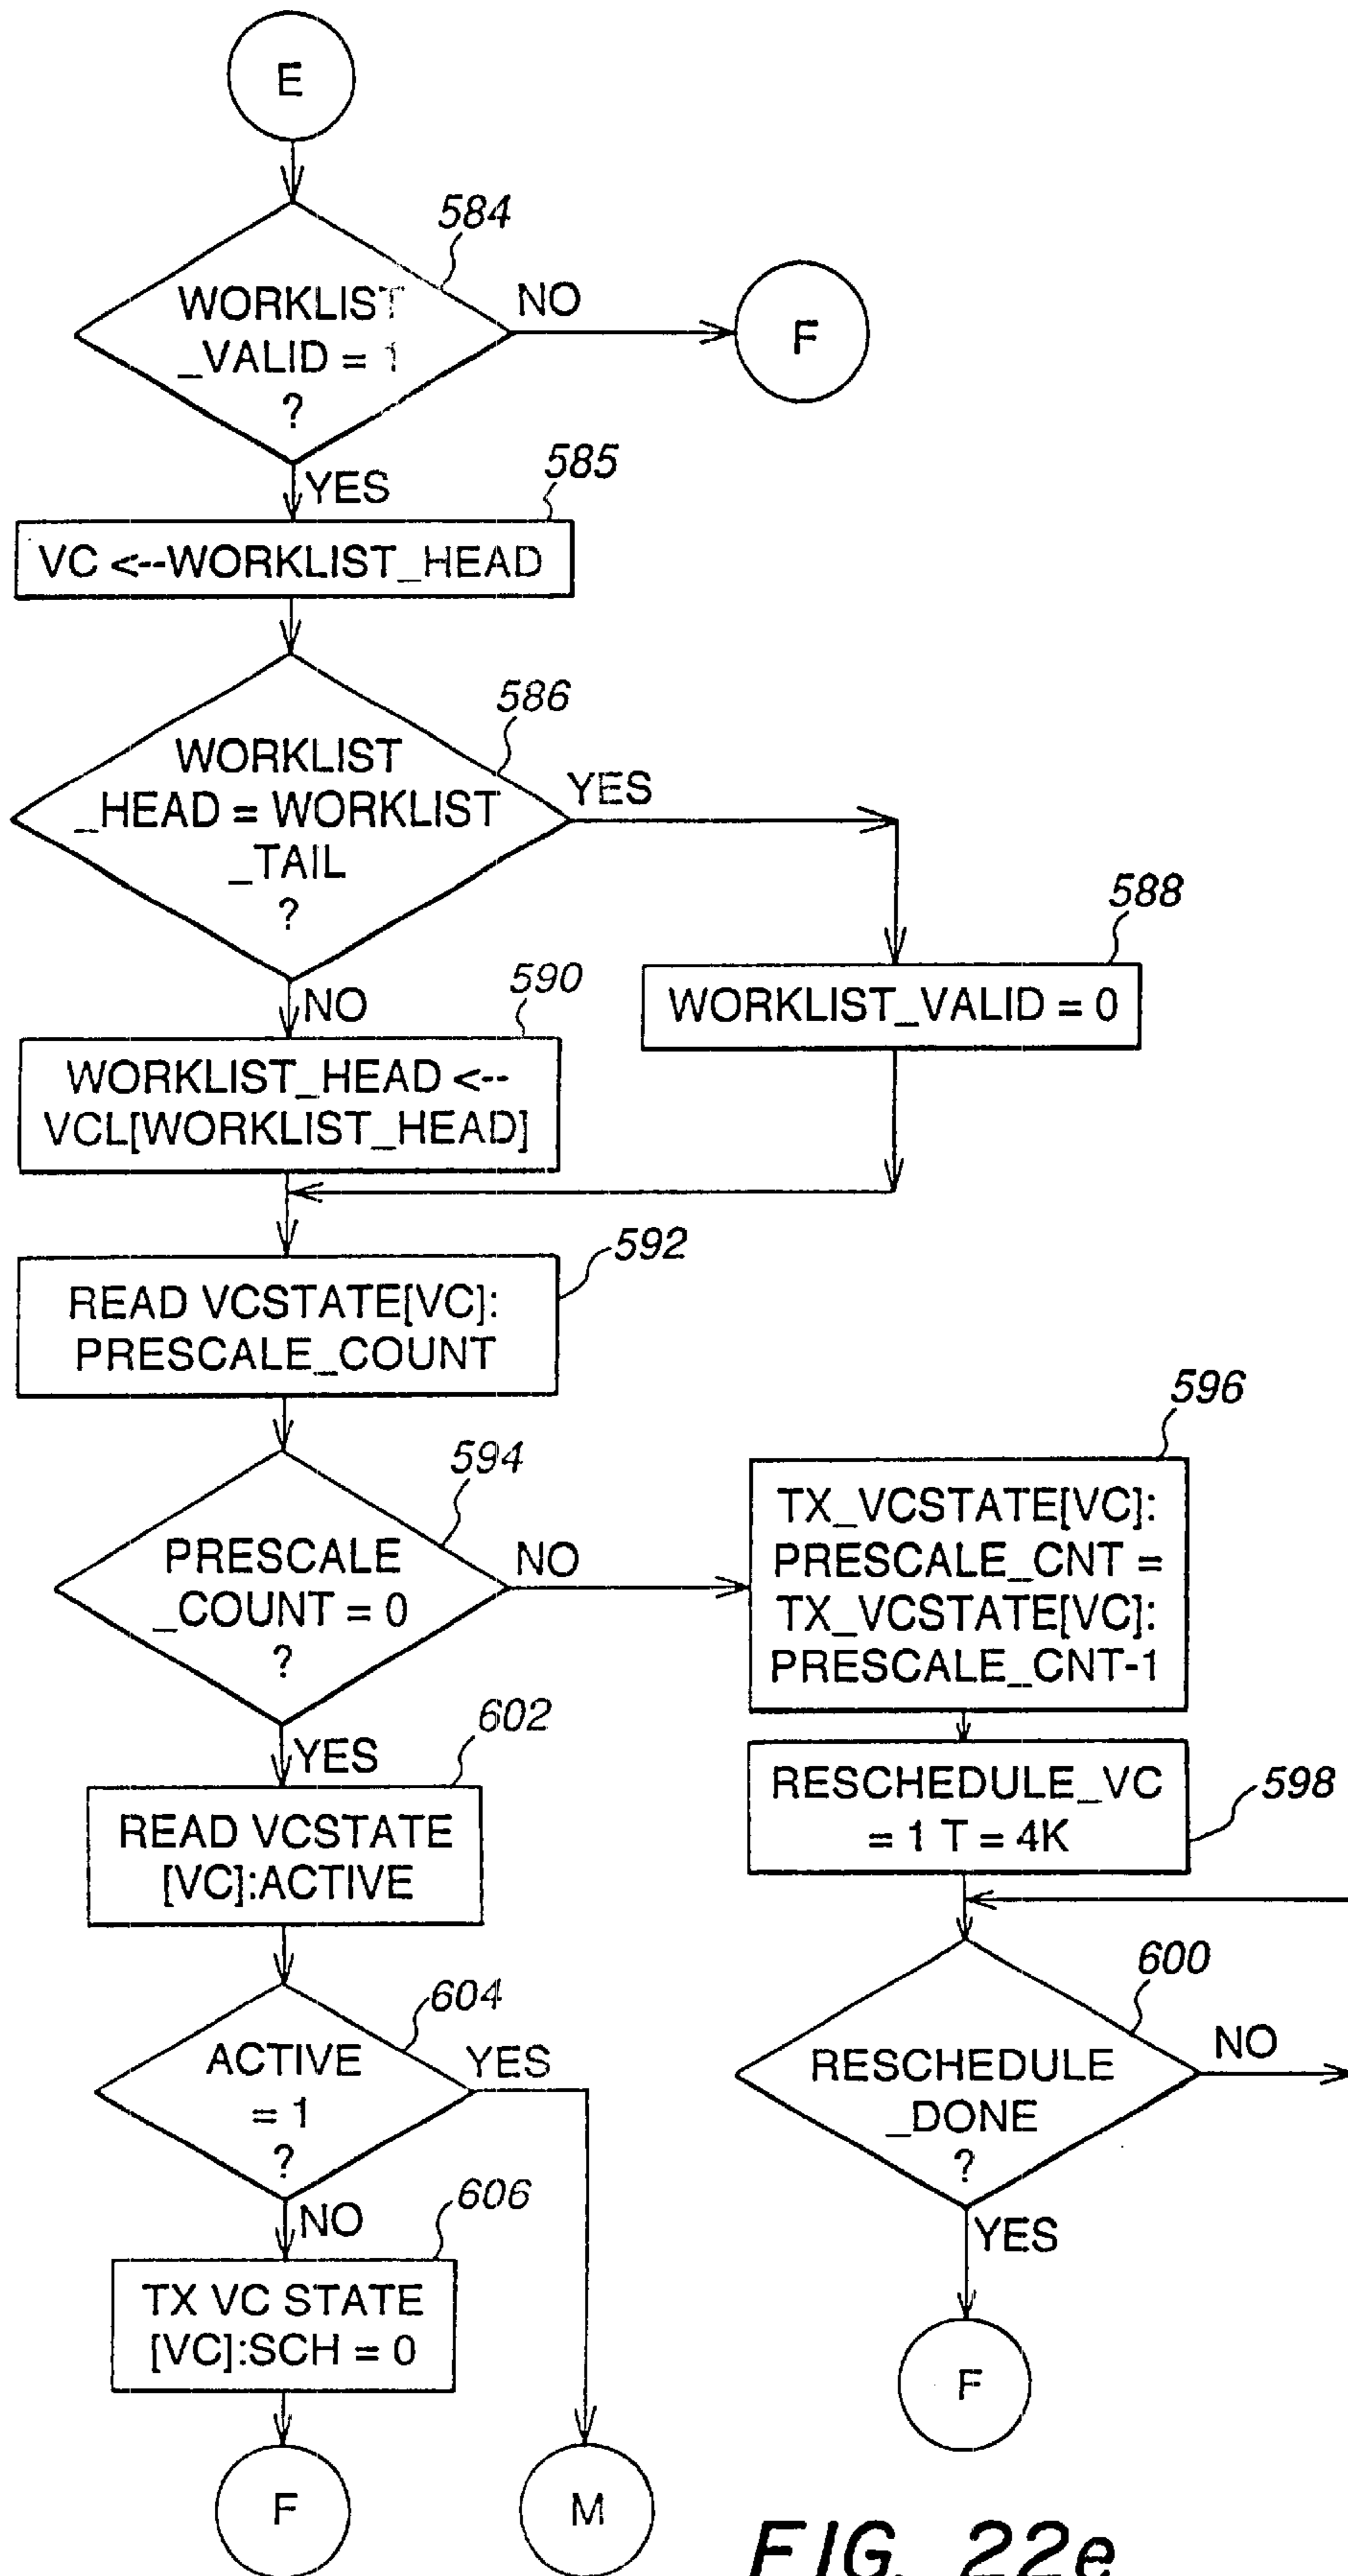 E
584
WORKLIST
_VALID = 1
?
NO
F
YES
585
VC <--WORKLIST_HEAD
586
WORKLIST
_HEAD = WORKLIST
_TAIL
?
YES
588
WORKLIST_VALID = 0
NO
590
WORKLIST_HEAD <--
VCL[WORKLIST_HEAD]
592
READ VCSTATE[VC]:
PRESCALE_COUNT
594
PRESCALE
_COUNT = 0
?
NO
596
TX_VCSTATE[VC]:
PRESCALE_CNT =
TX_VCSTATE[VC]:
PRESCALE_CNT-1
598
RESCHEDULE_VC
= 1 T = 4K
600
RESCHEDULE
_DONE
?
NO
YES
F
YES
602
READ VCSTATE
[VC]:ACTIVE
604
ACTIVE
= 1
?
YES
NO
606
TX VC STATE
[VC]:SCH = 0
F
M
FIG. 22e